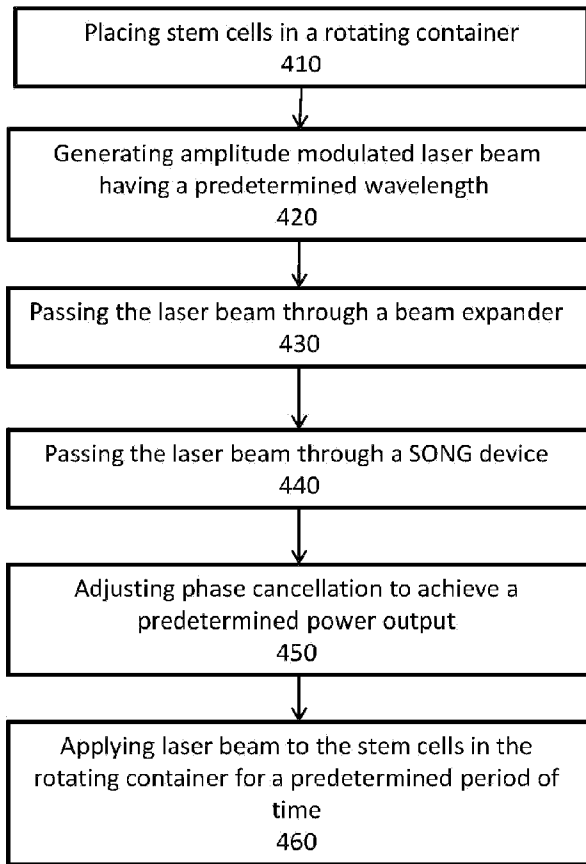 Placing stem cells in a rotating container
410
Generating amplitude modulated laser beam
having a predetermined wavelength
420
Passing the laser beam through a beam expander
430
Passing the laser beam through a SONG device
440
Adjusting phase cancellation to achieve a
predetermined power output
450
Applying laser beam to the stem cells in the
rotating container for a predetermined period of
time
460